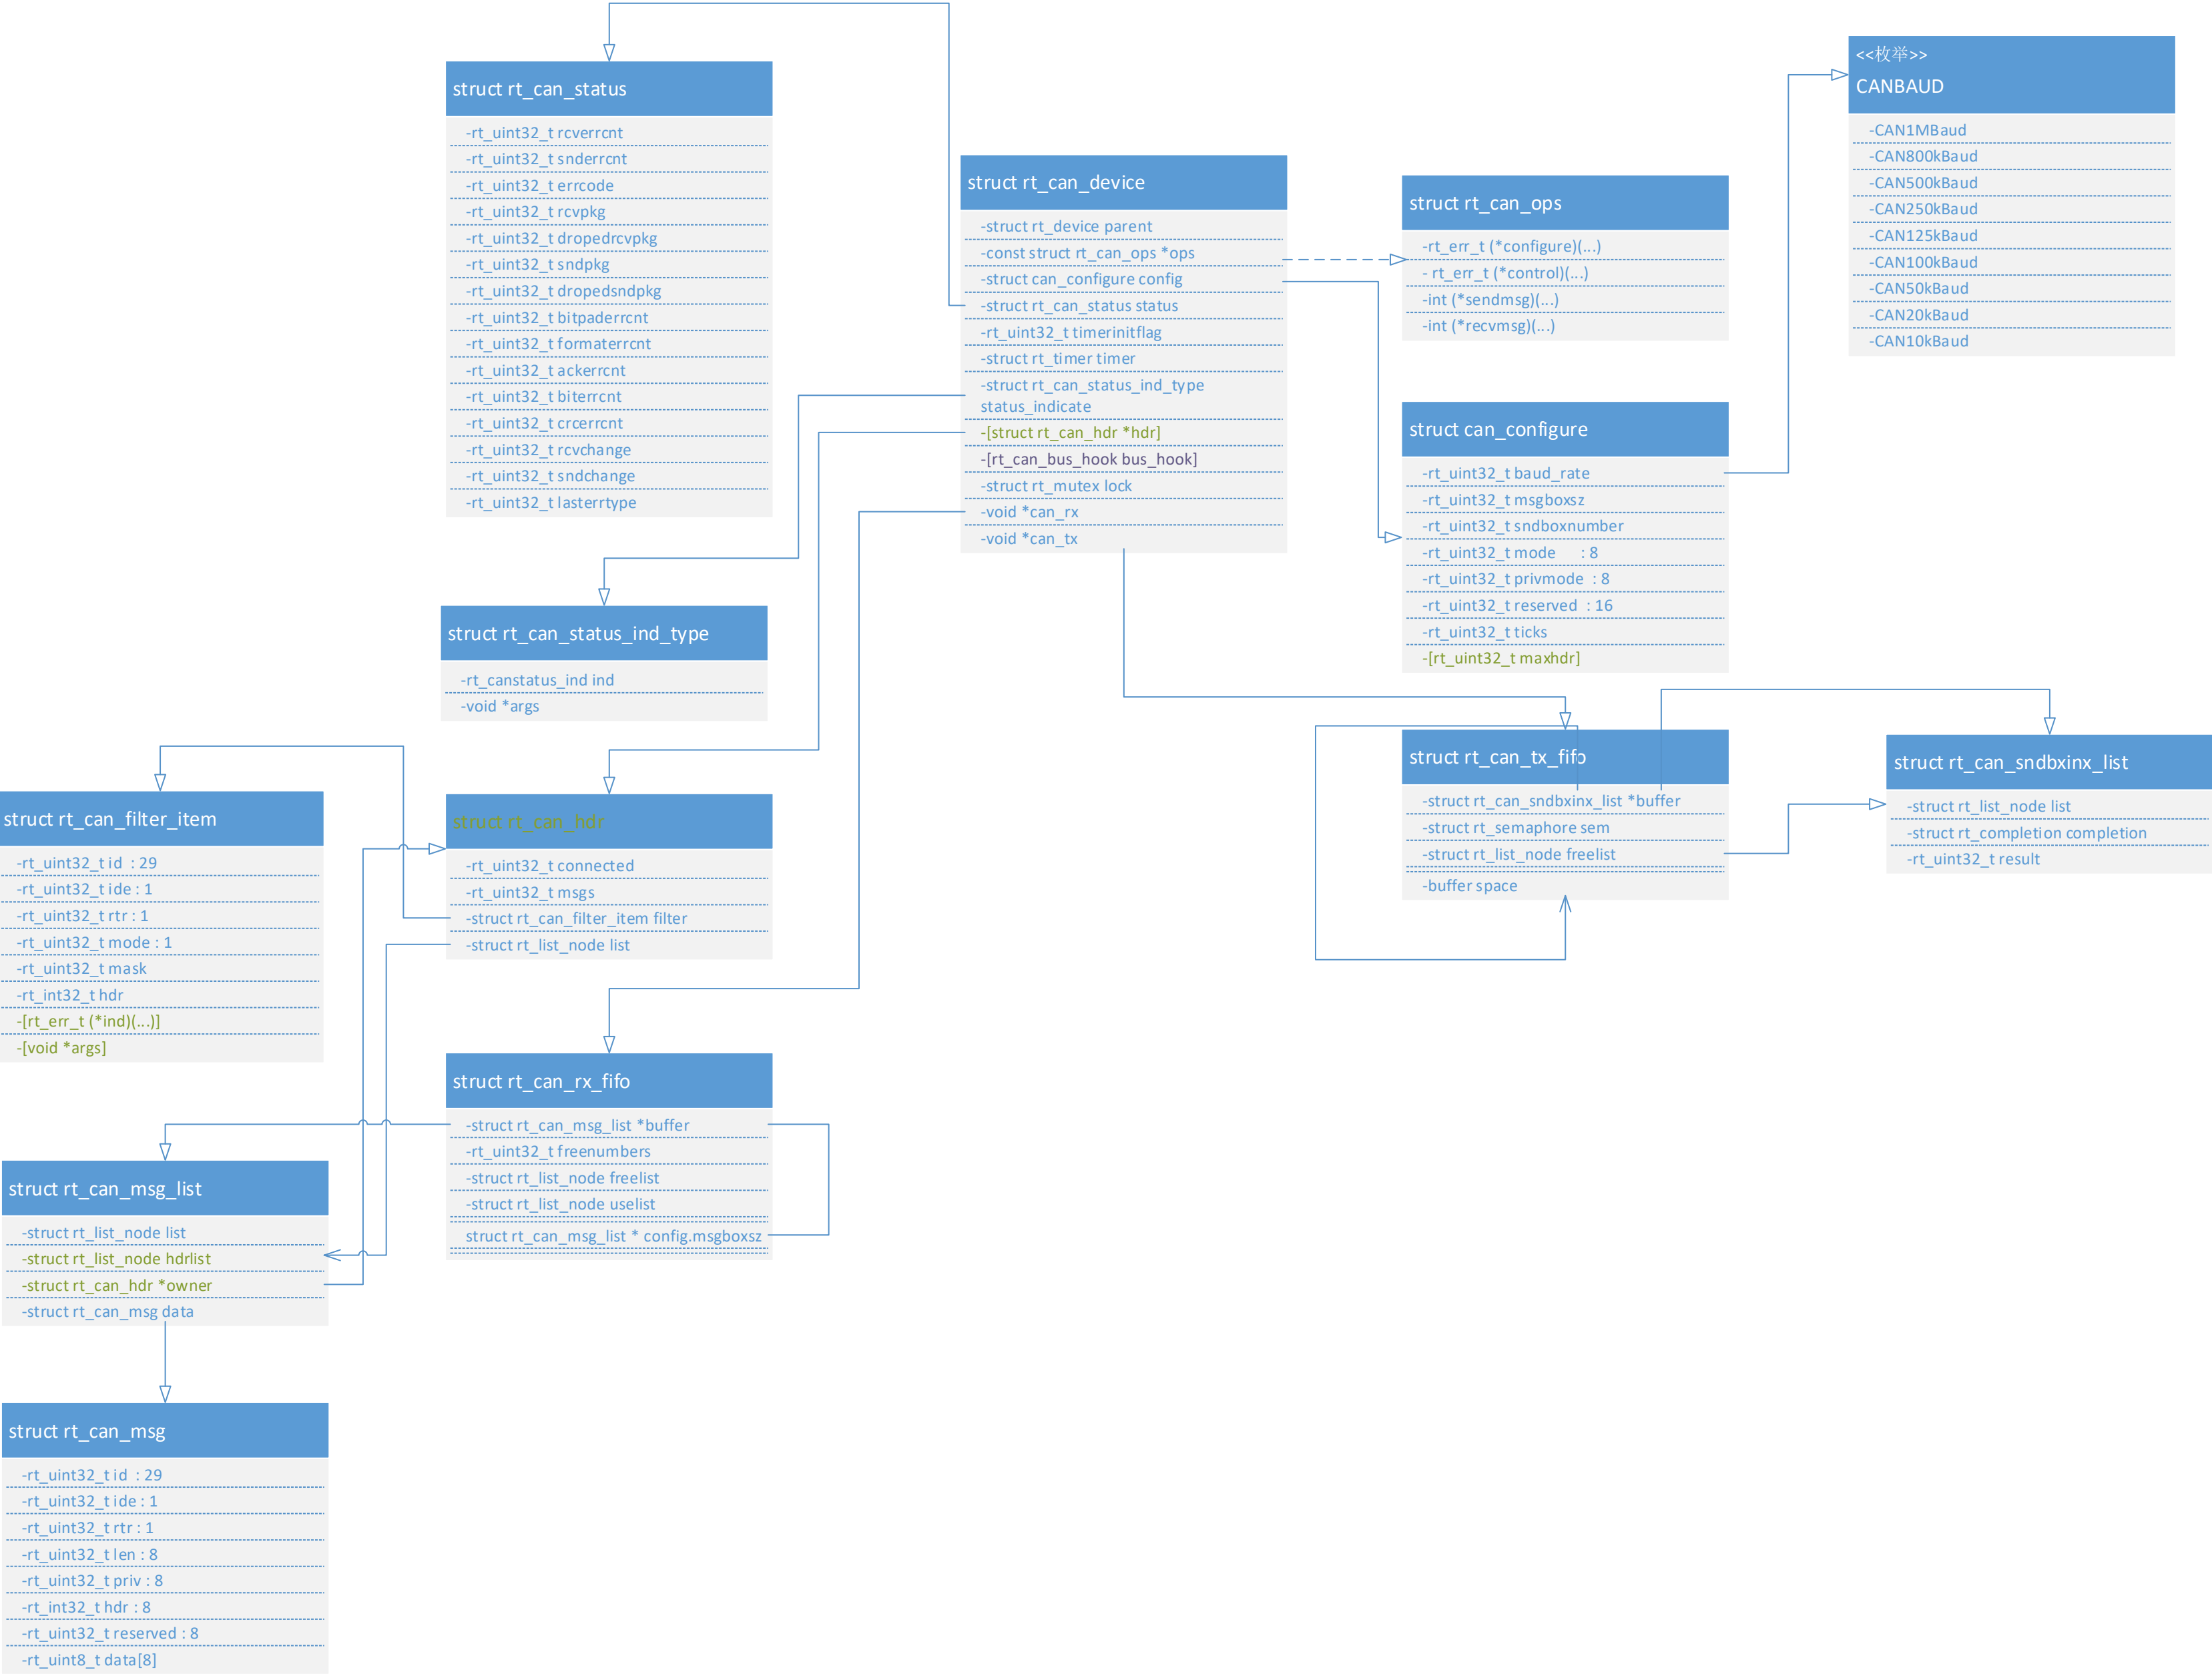 struct rt_can_status
-rt_uint32_t rcverrcnt
-rt_uint32_t snderrcnt
-rt_uint32_t errcode
-rt_uint32_t rcvpkg
-rt_uint32_t dropedrcvpkg
-rt_uint32_t sndpkg
-rt_uint32_t dropedsndpkg
-rt_uint32_t bitpaderrcnt
-rt_uint32_t formaterrcnt
-rt_uint32_t ackerrcnt
-rt_uint32_t biterrcnt
-rt_uint32_t crcerrcnt
-rt_uint32_t rcvchange
-rt_uint32_t sndchange
-rt_uint32_t lasterrtype
struct rt_can_device
-struct rt_device parent
-const struct rt_can_ops *ops
-struct can_configure config
-struct rt_can_status status
-rt_uint32_t timerinitflag
-struct rt_timer timer
-struct rt_can_status_ind_type
status_indicate
-[struct rt_can_hdr *hdr]
-[rt_can_bus_hook bus_hook]
-struct rt_mutex lock
-void *can_rx
-void *can_tx
struct rt_can_ops
-rt_err_t (*configure)(...)
- rt_err_t (*control)(...)
-int (*sendmsg)(...)
-int (*recvmsg)(...)
<<枚举>>
CANBAUD
-CAN1MBaud
-CAN800kBaud
-CAN500kBaud
-CAN250kBaud
-CAN125kBaud
-CAN100kBaud
-CAN50kBaud
-CAN20kBaud
-CAN10kBaud
struct can_configure
-rt_uint32_t baud_rate
-rt_uint32_t msgboxsz
-rt_uint32_t sndboxnumber
-rt_uint32_t mode : 8
-rt_uint32_t privmode : 8
-rt_uint32_t reserved : 16
-rt_uint32_t ticks
-[rt_uint32_t maxhdr]
struct rt_can_status_ind_type
-rt_canstatus_ind ind
-void *args
struct rt_can_filter_item
-rt_uint32_t id : 29
-rt_uint32_t ide : 1
-rt_uint32_t rtr : 1
-rt_uint32_t mode : 1
-rt_uint32_t mask
-rt_int32_t hdr
-[rt_err_t (*ind)(...)]
-[void *args]
struct rt_can_hdr
-rt_uint32_t connected
-rt_uint32_t msgs
-struct rt_can_filter_item filter
-struct rt_list_node list
struct rt_can_tx_fifo
-struct rt_can_sndbxinx_list *buffer
-struct rt_semaphore sem
-struct rt_list_node freelist
-buffer space
struct rt_can_sndbxinx_list
-struct rt_list_node list
-struct rt_completion completion
-rt_uint32_t result
struct rt_can_rx_fifo
-struct rt_can_msg_list *buffer
-rt_uint32_t freenumbers
-struct rt_list_node freelist
-struct rt_list_node uselist
struct rt_can_msg_list * config.msgboxsz
struct rt_can_msg_list
-struct rt_list_node list
-struct rt_list_node hdrlist
-struct rt_can_hdr *owner
-struct rt_can_msg data
struct rt_can_msg
-rt_uint32_t id : 29
-rt_uint32_t ide : 1
-rt_uint32_t rtr : 1
-rt_uint32_t len : 8
-rt_uint32_t priv : 8
-rt_int32_t hdr : 8
-rt_uint32_t reserved : 8
-rt_uint8_t data[8]